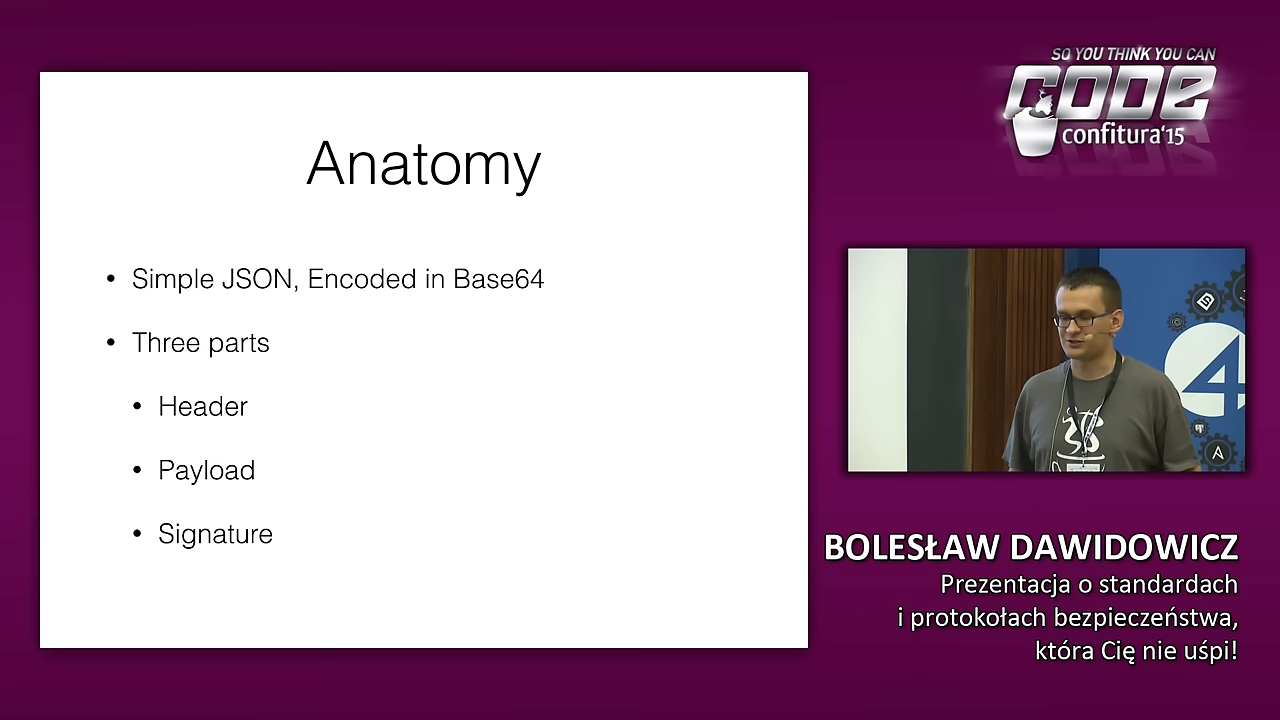 SO YOU THINK YOU CAN
CODE
confitura'15
Anatomy
• Simple JSON, Encoded in Base64
• Three parts
• Header
• Payload
• Signature
4
A
BOLESŁAW DAWIDOWICZ
Prezentacja o standardach
i protokołach bezpieczeństwa,
która Cię nie uśpi!